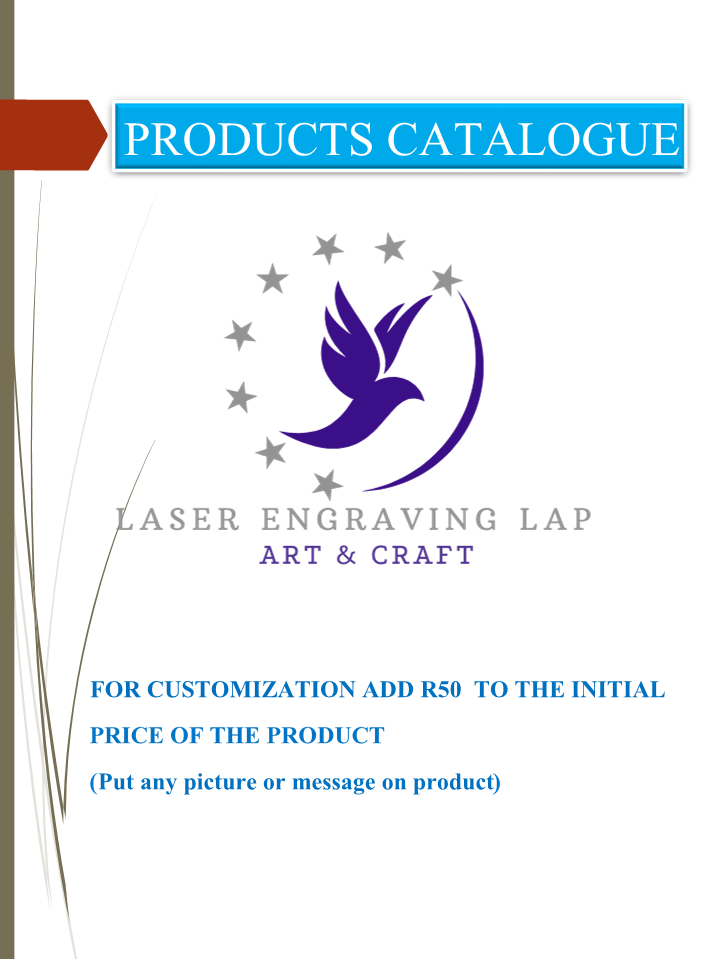 PRODUCTS CATALOGUE
LASER ENGRAVING LAP
ART & CRAFT
FOR CUSTOMIZATION ADD R50 TO THE INITIAL
PRICE OF THE PRODUCT
(Put any picture or message on product)